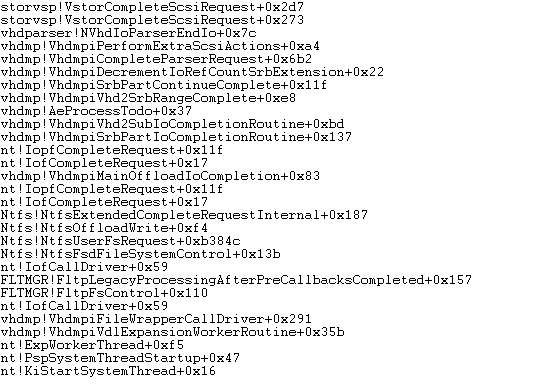 storvsp!VstorCompleteScsiRequest+0x2d7
storvsp!VstorCompleteScsiRequest+0x273
vhdparser!NVhdIoParserEndIo+0x7c
vhdmp!VhdmpiPerformExtraScsiActions+0xa4
vhdmp!VhdmpiCompleteParserRequest+0x6b2
vhdmp!VhdmpiDecrementIoRefCountSrbExtension+0x22
vhdmp!VhdmpiSrbPartContinueComplete+0x11f
vhdmp!VhdmpiVhd2SrbRangeComplete+0xe8
vhdmp!AeProcessTodo+0x37
vhdmp!VhdmpiVhd2SubIoCompletionRoutine+0xbd
vhdmp!VhdmpiSrbPartIoCompletionRoutine+0x137
nt!IopfCompleteRequest+0x11f
nt!IofCompleteRequest+0x17
vhdmp!VhdmpiMainOffloadIoCompletion+0x83
nt!IopfCompleteRequest+0x11f
nt!IofCompleteRequest+0x17
Ntfs!NtfsExtendedCompleteRequestInternal+0x187
Ntfs!NtfsOffloadWrite+0xf4
Ntfs!NtfsUserFsRequest+0xb384c
Ntfs!NtfsFsdFileSystemControl+0x13b
nt!IofCallDriver+0x59
FLTMGR!FltpLegacyProcessingAfterPreCallbacksCompleted+0x157
FLTMGR!FltpFsControl+0x110
nt!IofCallDriver+0x59
vhdmp!VhdmpiFileWrapperCallDriver+0x291
vhdmp!VhdmpiVdlExpansionWorkerRoutine+0x35b
nt!ExpWorkerThread+0xf5
nt!PspSystemThreadStartup+0x47
nt!KiStartSystemThread+0x16